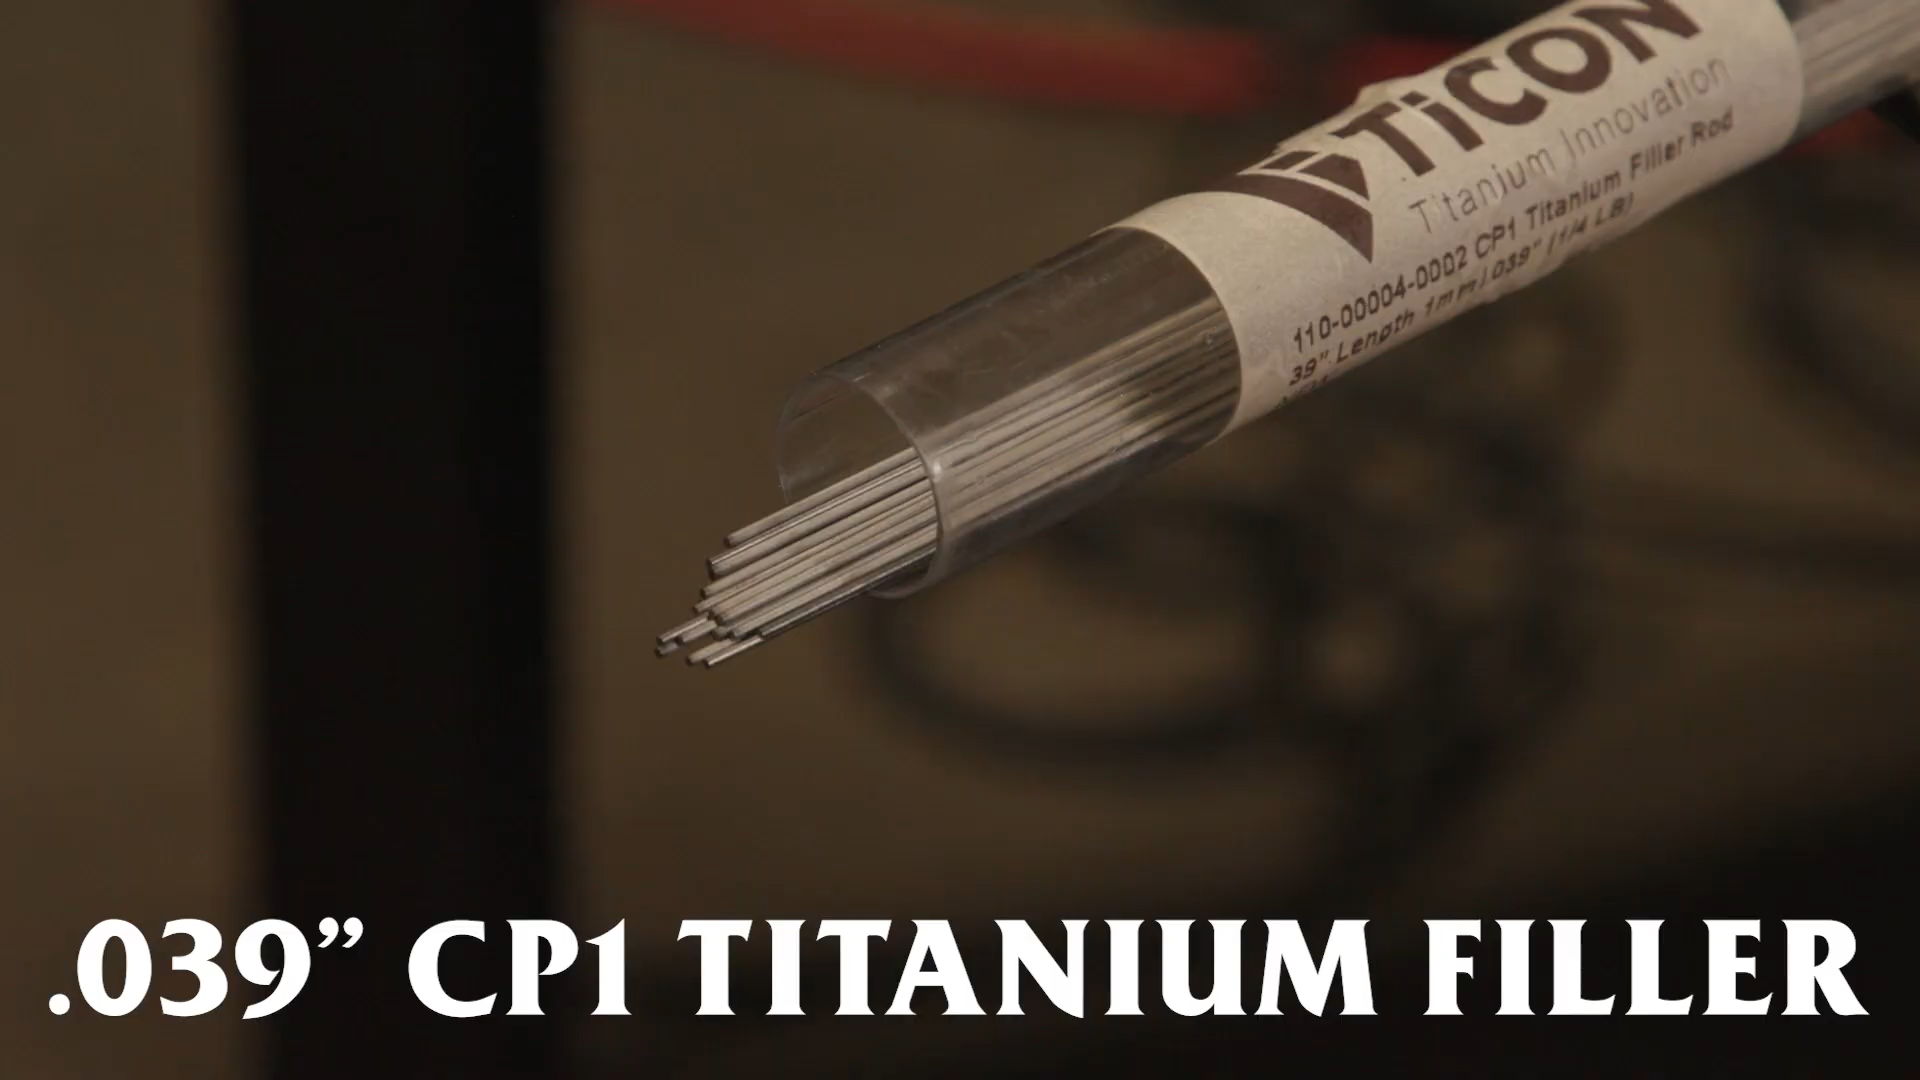 TiCON
Titanium Innovation
110-00004-0002 CP1 Titanium Filler Rod
39" Length 1mm/.039" (1/4 LB)
.039” CP1 TITANIUM FILLER